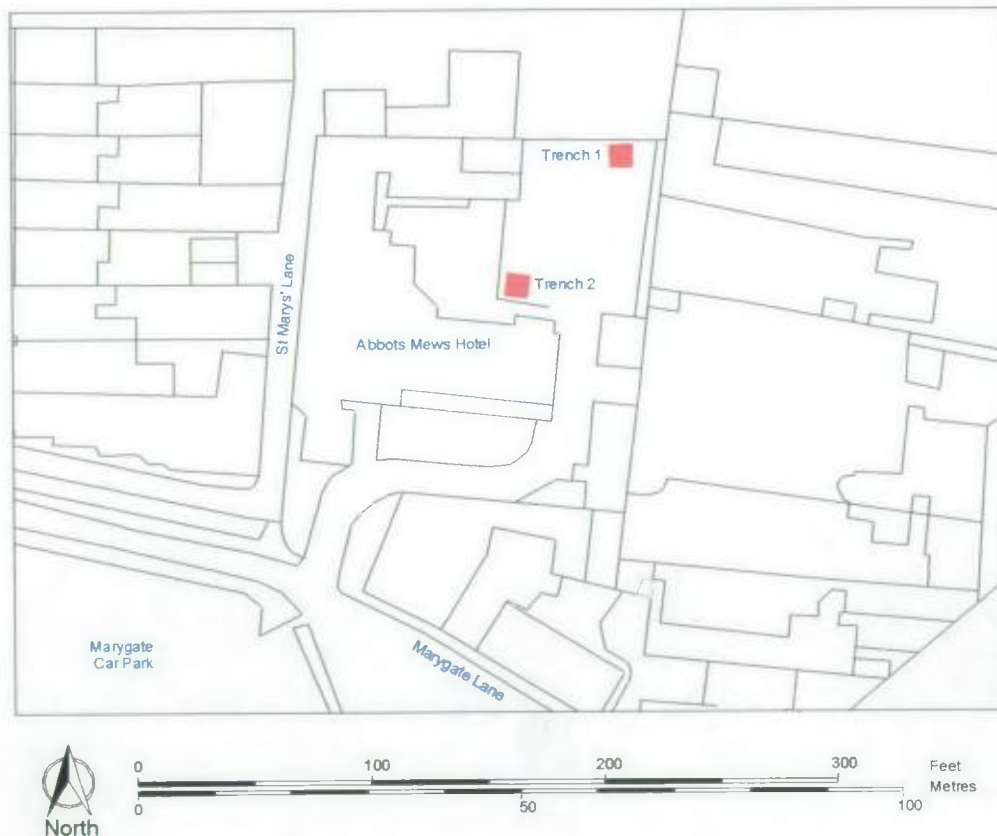 Trench 1
Trench 2
St Marys' Lane
Abbots Mews Hotel
Marygate
Car Park
Marygate Lane
0 100 200 300 Feet
Metres
0 50 100
North